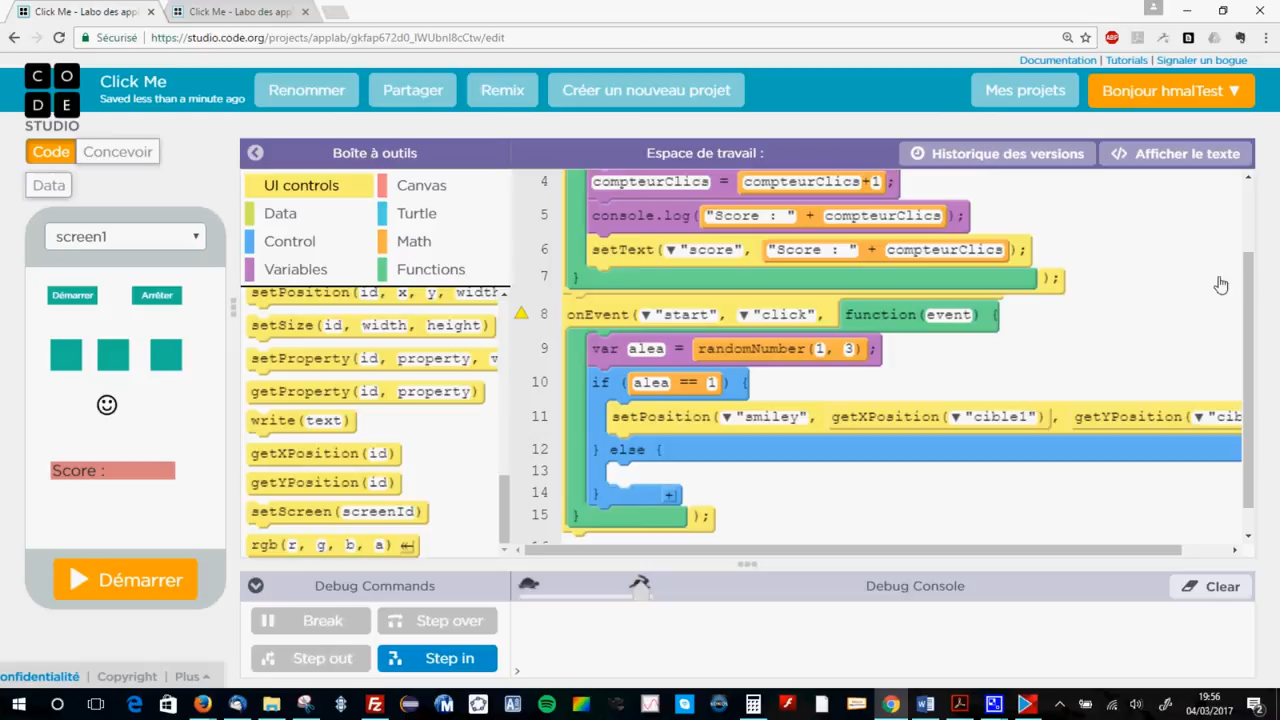 Click Me - Labo des app
Click Me - Labo des appl
Sécurisé https://studio.code.org/projects/applab/gkfap672d0_IWUbnI8cCtw/edit
Documentation | Tutorials | Signaler un bogue
C O
D E
STUDIO
Click Me
Saved less than a minute ago
Renommer
Partager
Remix
Créer un nouveau projet
Mes projets
Bonjour hmalTest ▼
Code
Concevoir
Data
Boîte à outils
Espace de travail :
Historique des versions
Afficher le texte
UI controls
Canvas
Data
Turtle
Control
Math
Variables
Functions
screen1
Démarrer
Arrêter
Score :
Démarrer
setPosition(id, x, y, width
setSize(id, width, height)
setProperty(id, property, v
getProperty(id, property)
write(text)
getXPosition(id)
getYPosition(id)
setScreen(screenId)
rgb(r, g, b, a)
4 compteurClics = compteurClics+1;
5 console.log("Score : " + compteurClics);
6 setText(▼"score", "Score : " + compteurClics);
7 } );
8 onEvent(▼"start", ▼"click", function(event) {
9 var alea = randomNumber(1, 3);
10 if (alea == 1) {
11 setPosition(▼"smiley", getXPosition(▼"cible1"), getYPosition(▼"cib
12 } else {
13
14 } +
15 } );
Debug Commands
Debug Console
Clear
Break
Step over
Step out
Step in
>
onfidentialité | Copyright | Plus
19:56
04/03/2017